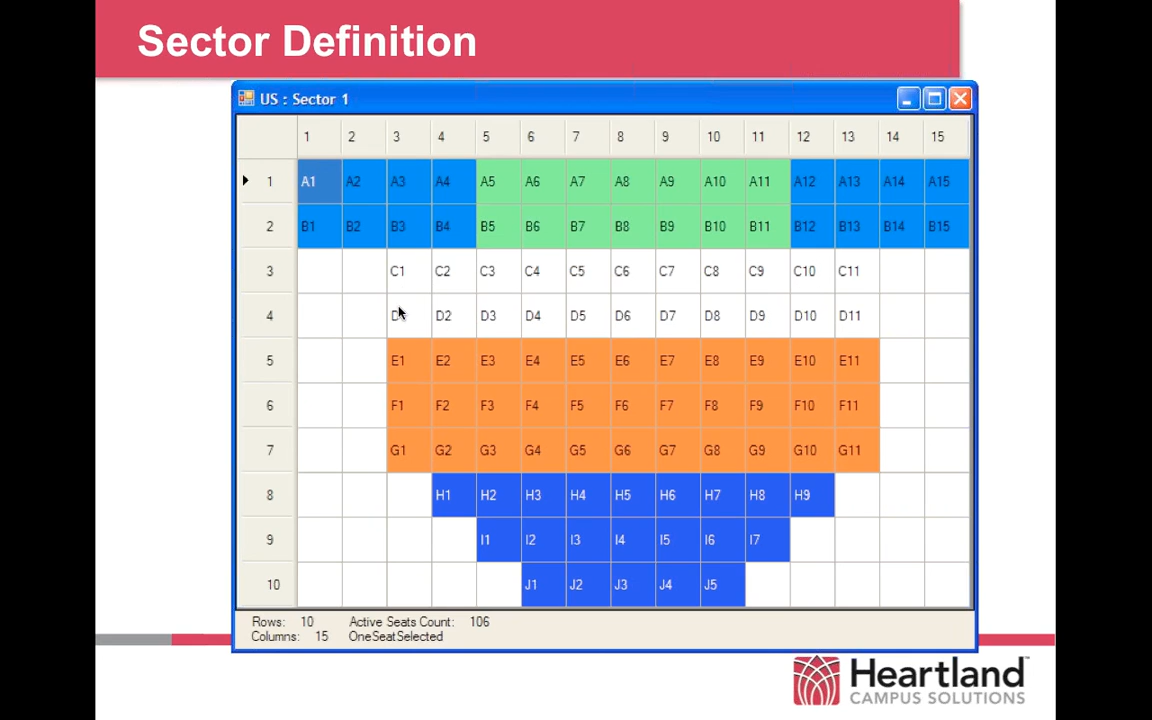 Sector Definition
US : Sector 1
1 2 3 4 5 6 7 8 9 10 11 12 13 14 15
1 A1 A2 A3 A4 A5 A6 A7 A8 A9 A10 A11 A12 A13 A14 A15
2 B1 B2 B3 B4 B5 B6 B7 B8 B9 B10 B11 B12 B13 B14 B15
3 C1 C2 C3 C4 C5 C6 C7 C8 C9 C10 C11
4 D2 D3 D4 D5 D6 D7 D8 D9 D10 D11
5 E1 E2 E3 E4 E5 E6 E7 E8 E9 E10 E11
6 F1 F2 F3 F4 F5 F6 F7 F8 F9 F10 F11
7 G1 G2 G3 G4 G5 G6 G7 G8 G9 G10 G11
8 H1 H2 H3 H4 H5 H6 H7 H8 H9
9 I1 I2 I3 I4 I5 I6 I7
10 J1 J2 J3 J4 J5
Rows: 10 Active Seats Count: 106
Columns: 15 OneSeatSelected
Heartland™
CAMPUS SOLUTIONS